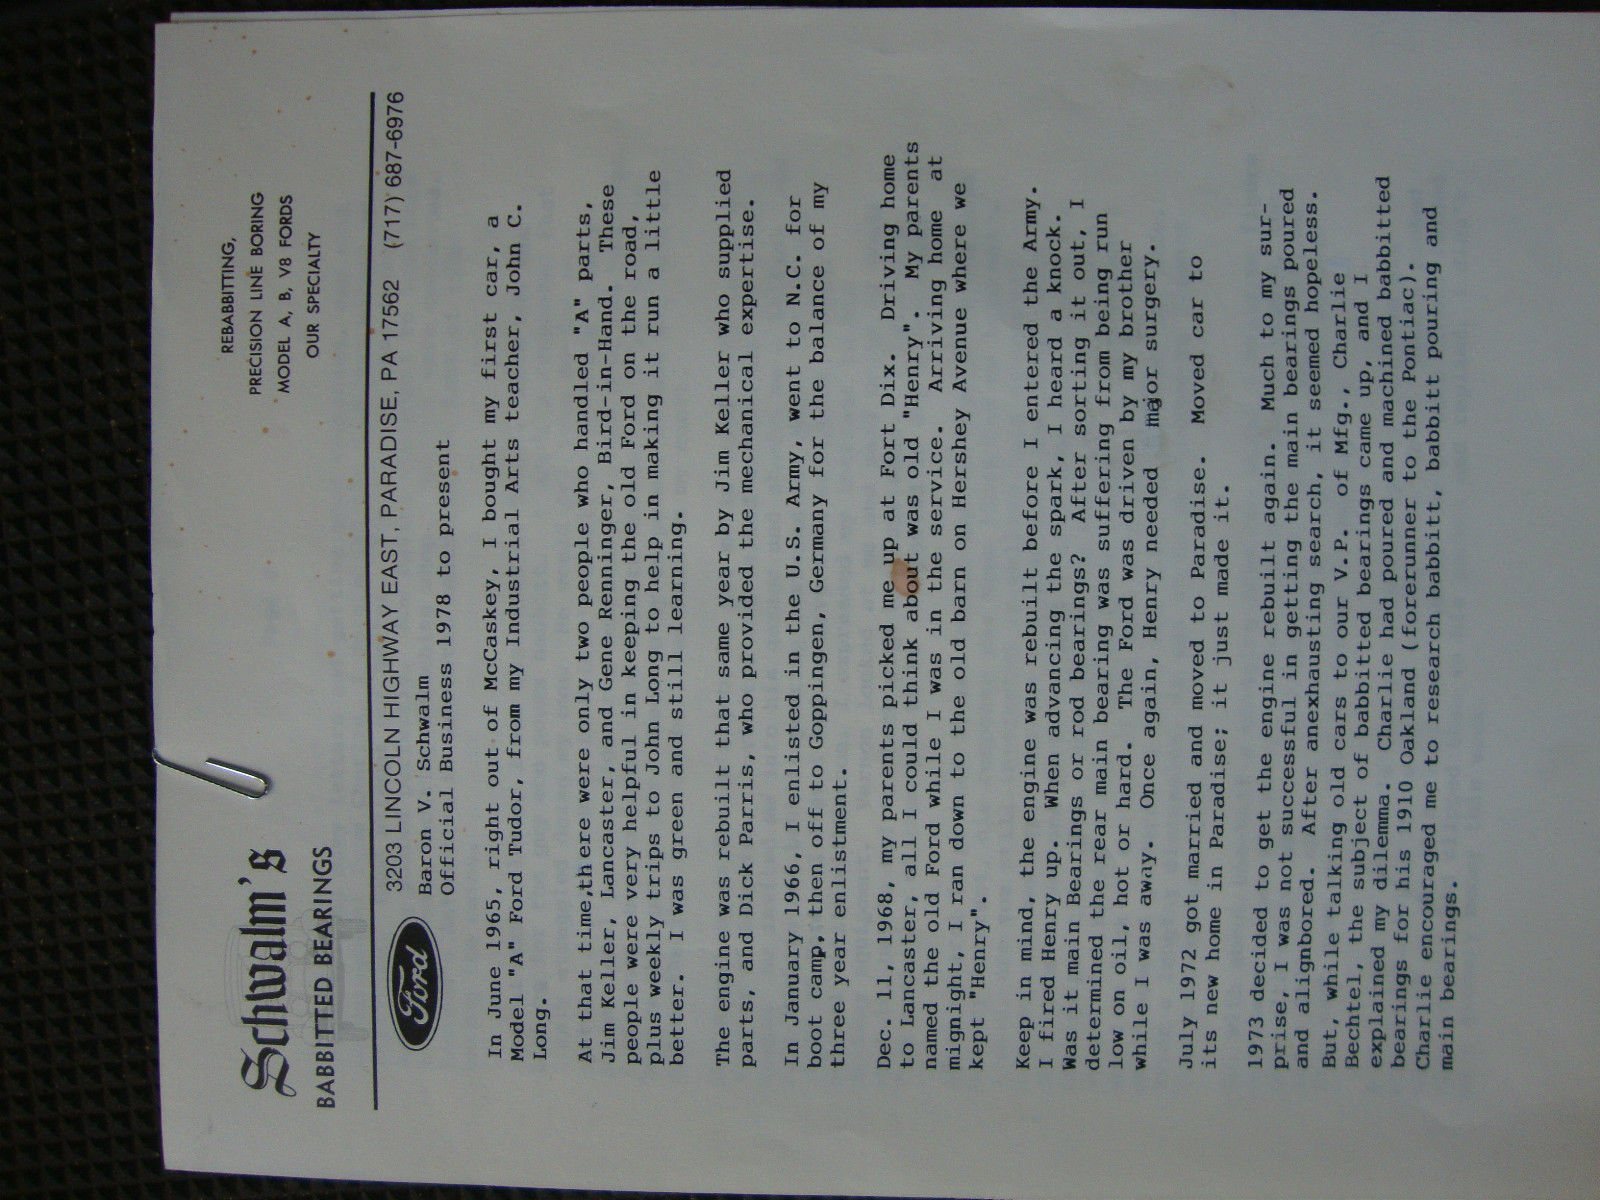 Schwalm's
BABBITTED BEARINGS
REBABBITTING,
PRECISION LINE BORING
MODEL A, B, V8 FORDS
OUR SPECIALTY
Ford
3203 LINCOLN HIGHWAY EAST, PARADISE, PA 17562 (717) 687-6976
Baron V. Schwalm
Official Business 1978 to present
In June 1965, right out of McCaskey, I bought my first car, a
Model "A" Ford Tudor, from my Industrial Arts teacher, John C.
Long.
At that time,there were only two people who handled "A" parts,
Jim Keller, Lancaster, and Gene Renninger, Bird-in-Hand. These
people were very helpful in keeping the old Ford on the road,
plus weekly trips to John Long to help in making it run a little
better. I was green and still learning.
The engine was rebuilt that same year by Jim Keller who supplied
parts, and Dick Parris, who provided the mechanical expertise.
In January 1966, I enlisted in the U.S. Army, went to N.C. for
boot camp, then off to Goppingen, Germany for the balance of my
three year enlistment.
Dec. 11, 1968, my parents picked me up at Fort Dix. Driving home
to Lancaster, all I could think about was old "Henry". My parents
named the old Ford while I was in the service. Arriving home at
mignight, I ran down to the old barn on Hershey Avenue where we
kept "Henry".
Keep in mind, the engine was rebuilt before I entered the Army.
I fired Henry up. When advancing the spark, I heard a knock.
Was it main Bearings or rod bearings? After sorting it out, I
determined the rear main bearing was suffering from being run
low on oil, hot or hard. The Ford was driven by my brother
while I was away. Once again, Henry needed major surgery.
July 1972 got married and moved to Paradise. Moved car to
its new home in Paradise; it just made it.
1973 decided to get the engine rebuilt again. Much to my sur-
prise, I was not successful in getting the main bearings poured
and alignbored. After anexhausting search, it seemed hopeless.
But, while talking old cars to our V.P. of Mfg., Charlie
Bechtel, the subject of babbitted bearings came up, and I
explained my dilemma. Charlie had poured and machined babbitted
bearings for his 1910 Oakland (forerunner to the Pontiac).
Charlie encouraged me to research babbitt, babbitt pouring and
main bearings.